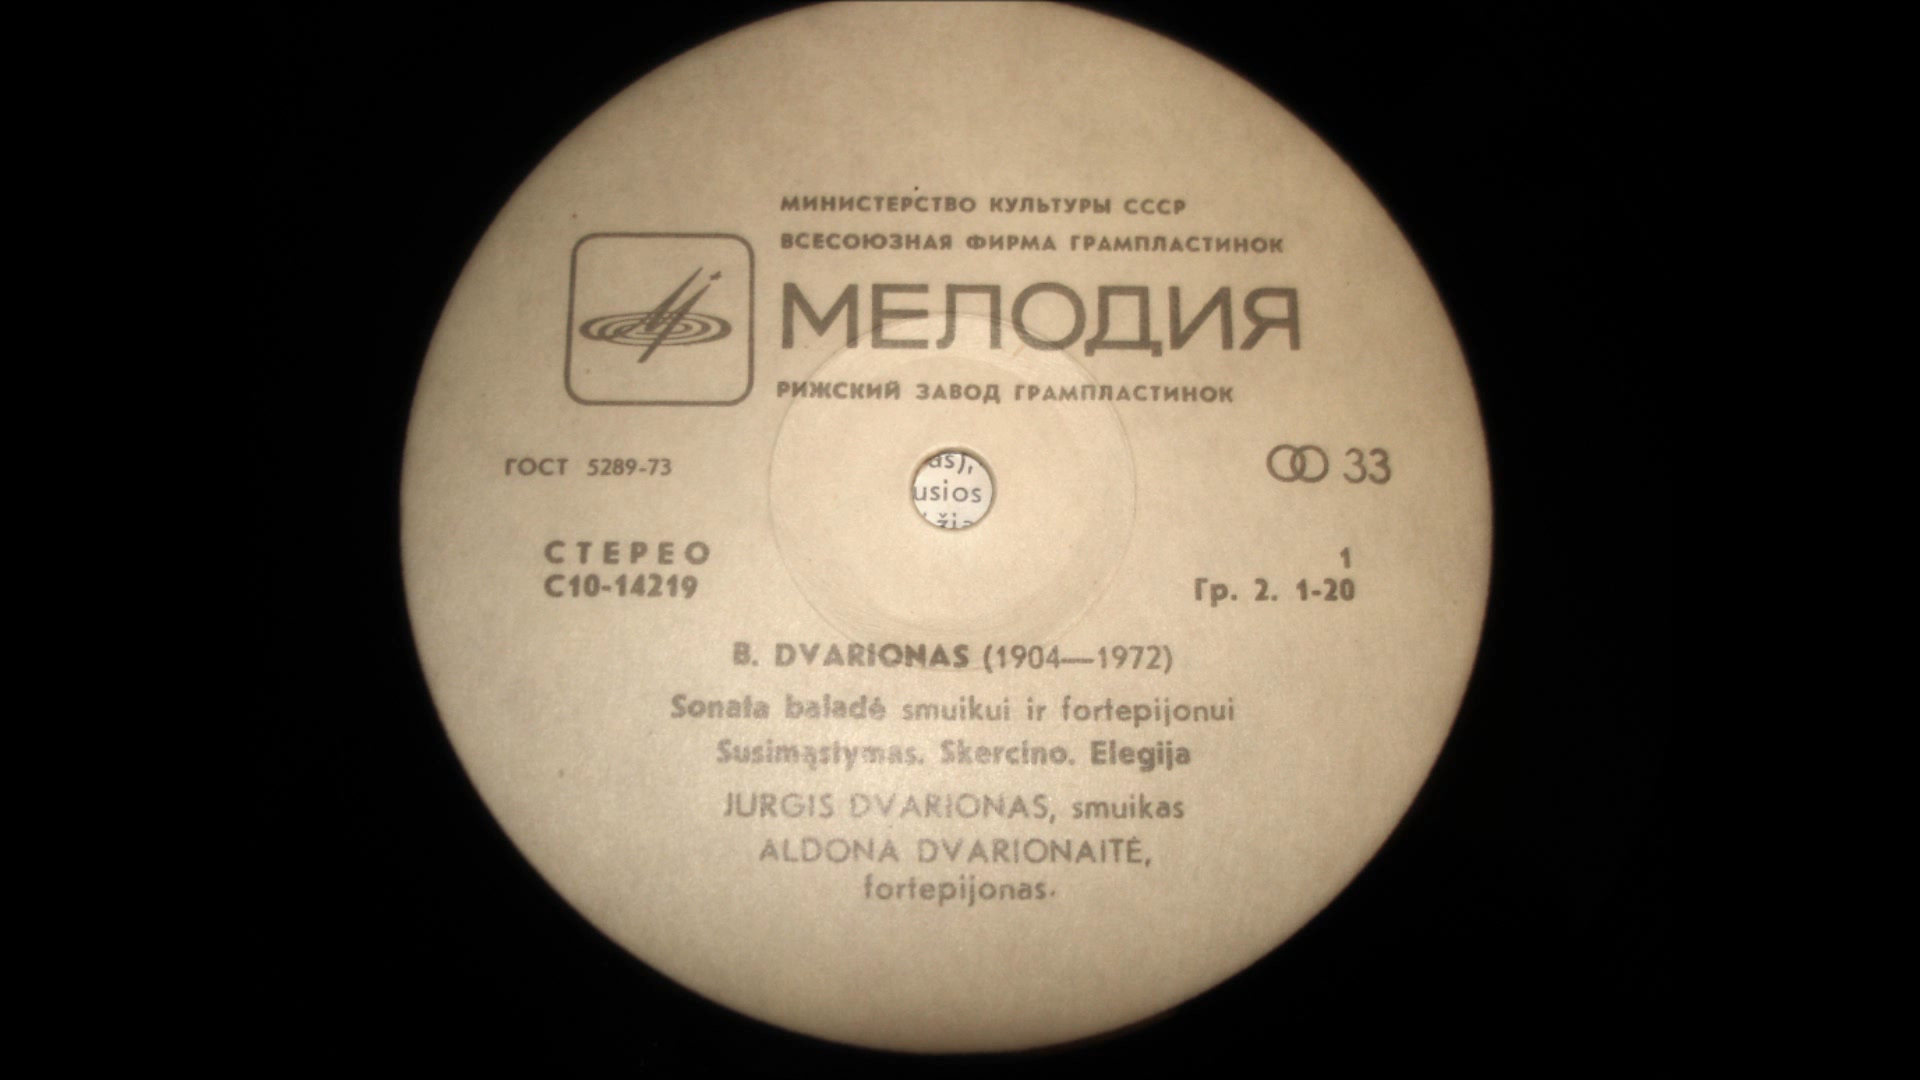 МИНИСТЕРСТВО КУЛЬТУРЫ СССР
ВСЕСОЮЗНАЯ ФИРМА ГРАМПЛАСТИНОК
МЕЛОДИЯ
РИЖСКИЙ ЗАВОД ГРАМПЛАСТИНОК
ГОСТ 5289-73
33
usios
СТЕРЕО
С10-14219
1
Гр. 2. 1-20
B. DVARIONAS (1904—1972)
Sonata baladė smuikui ir fortepijonui
Susimąstymas. Skercino. Elegija
JURGIS DVARIONAS, smuikas
ALDONA DVARIONAITĖ,
fortepijonas.